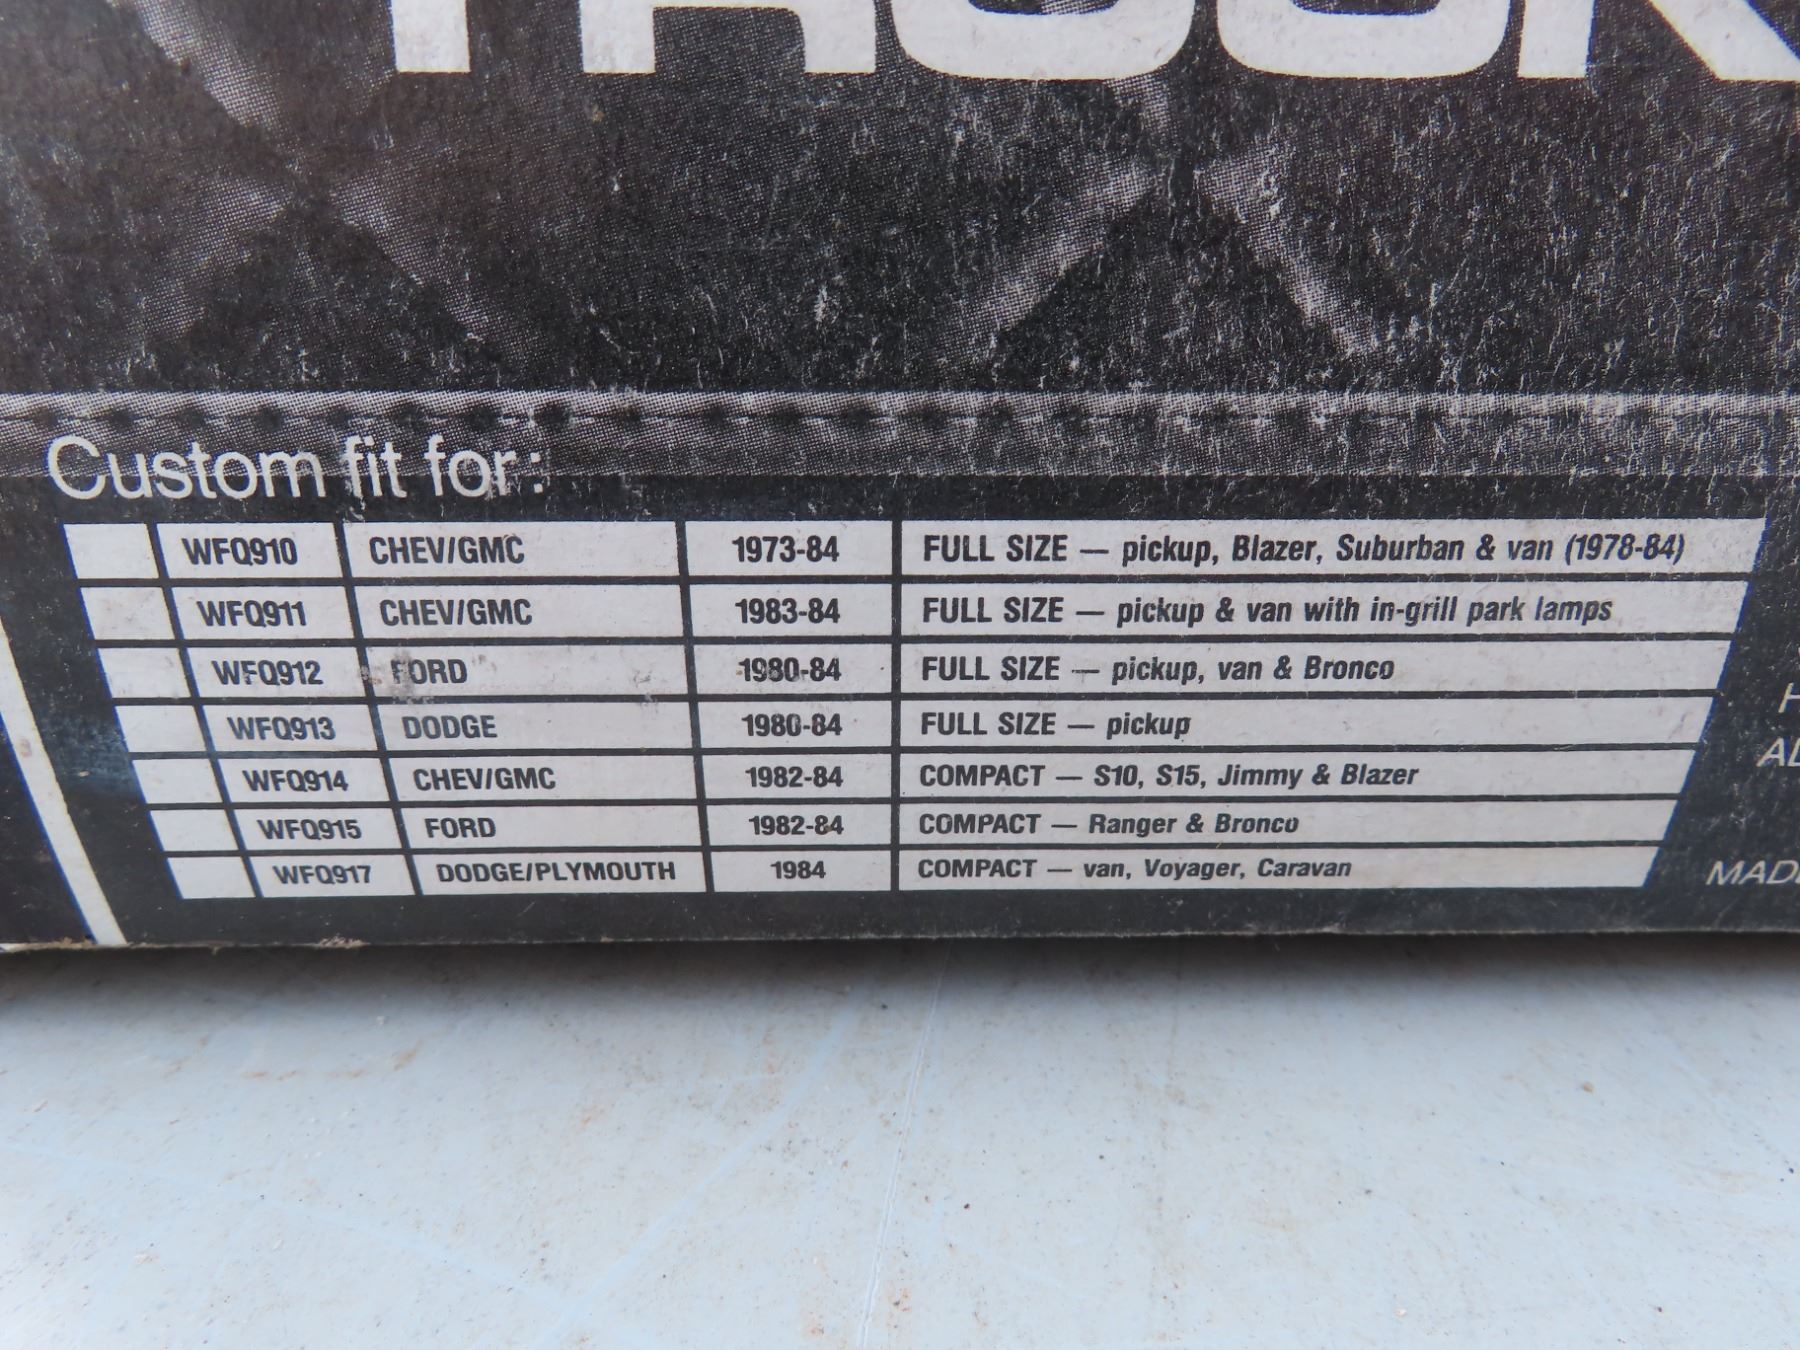 Custom fit for:
WFQ910 CHEV/GMC 1973-84 FULL SIZE — pickup, Blazer, Suburban & van (1978-84)
WFQ911 CHEV/GMC 1983-84 FULL SIZE — pickup & van with in-grill park lamps
WFQ912 FORD 1980-84 FULL SIZE — pickup, van & Bronco
WFQ913 DODGE 1980-84 FULL SIZE — pickup
WFQ914 CHEV/GMC 1982-84 COMPACT — S10, S15, Jimmy & Blazer
WFQ915 FORD 1982-84 COMPACT — Ranger & Bronco
WFQ917 DODGE/PLYMOUTH 1984 COMPACT — van, Voyager, Caravan